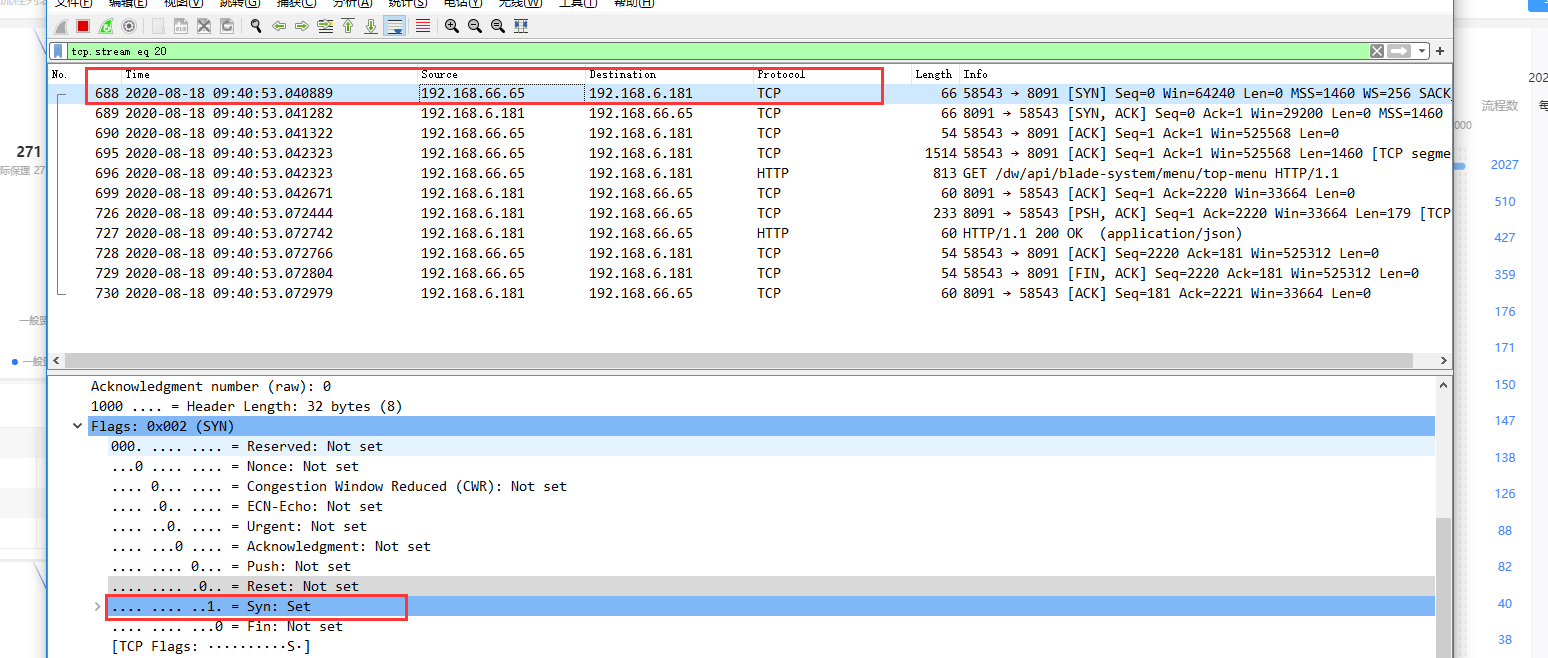 文件(F) 编辑(E) 视图(V) 跳转(G) 捕获(C) 分析(A) 统计(S) 电话(Y) 无线(W) 工具(T) 帮助(H)
tcp.stream eq 20
No. Time Source Destination Protocol Length Info
688 2020-08-18 09:40:53.040889 192.168.66.65 192.168.6.181 TCP 66 58543 → 8091 [SYN] Seq=0 Win=64240 Len=0 MSS=1460 WS=256 SACK
689 2020-08-18 09:40:53.041282 192.168.6.181 192.168.66.65 TCP 66 8091 → 58543 [SYN, ACK] Seq=0 Ack=1 Win=29200 Len=0 MSS=1460
690 2020-08-18 09:40:53.041322 192.168.66.65 192.168.6.181 TCP 54 58543 → 8091 [ACK] Seq=1 Ack=1 Win=525568 Len=0
695 2020-08-18 09:40:53.042323 192.168.66.65 192.168.6.181 TCP 1514 58543 → 8091 [ACK] Seq=1 Ack=1 Win=525568 Len=1460 [TCP segme
696 2020-08-18 09:40:53.042323 192.168.66.65 192.168.6.181 HTTP 813 GET /dw/api/blade-system/menu/top-menu HTTP/1.1
699 2020-08-18 09:40:53.042671 192.168.6.181 192.168.66.65 TCP 60 8091 → 58543 [ACK] Seq=1 Ack=2220 Win=33664 Len=0
726 2020-08-18 09:40:53.072444 192.168.6.181 192.168.66.65 TCP 233 8091 → 58543 [PSH, ACK] Seq=1 Ack=2220 Win=33664 Len=179 [TCP
727 2020-08-18 09:40:53.072742 192.168.6.181 192.168.66.65 HTTP 60 HTTP/1.1 200 OK (application/json)
728 2020-08-18 09:40:53.072766 192.168.66.65 192.168.6.181 TCP 54 58543 → 8091 [ACK] Seq=2220 Ack=181 Win=525312 Len=0
729 2020-08-18 09:40:53.072804 192.168.66.65 192.168.6.181 TCP 54 58543 → 8091 [FIN, ACK] Seq=2220 Ack=181 Win=525312 Len=0
730 2020-08-18 09:40:53.072979 192.168.6.181 192.168.66.65 TCP 60 8091 → 58543 [ACK] Seq=181 Ack=2221 Win=33664 Len=0
Acknowledgment number (raw): 0
1000 .... = Header Length: 32 bytes (8)
Flags: 0x002 (SYN)
000. .... .... = Reserved: Not set
...0 .... .... = Nonce: Not set
.... 0... .... = Congestion Window Reduced (CWR): Not set
.... .0.. .... = ECN-Echo: Not set
.... ..0. .... = Urgent: Not set
.... ...0 .... = Acknowledgment: Not set
.... .... 0... = Push: Not set
.... .... .0.. = Reset: Not set
.... .... ..1. = Syn: Set
.... .... ...0 = Fin: Not set
[TCP Flags: ··········S·]
271
际保理 27
一般
一般
202
流程数
000
2027
510
427
359
176
171
150
147
138
126
88
82
40
38